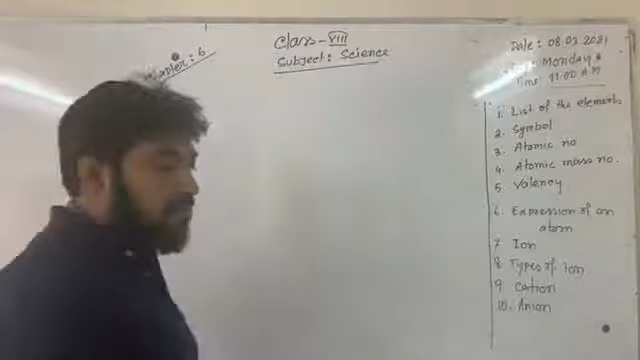 Chapter: 6
Class - VIII
Subject: Science
Date: 08.03.2021
Monday
Time: 11:00 A.M
1. List of the elements
2. Symbol
3. Atomic no
4. Atomic mass no.
5. Valency
6. Expression of an
atom
7 Ion
8. Types of Ion
9. Cation
10. Anion